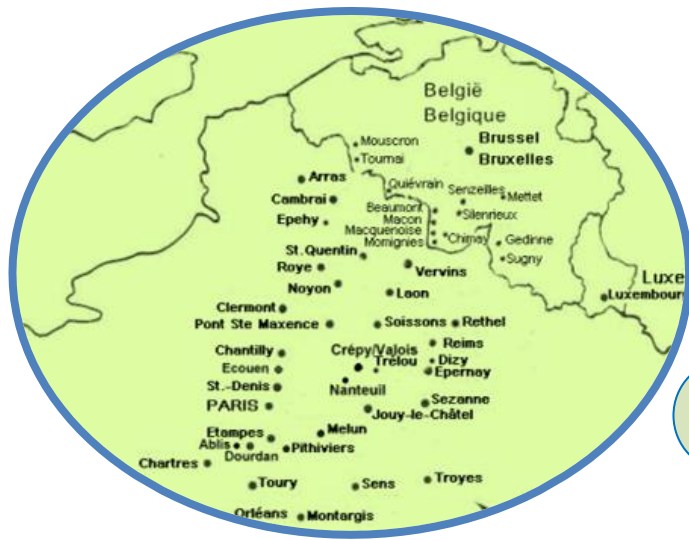 België
Belgique
Brussel
Bruxelles
Mouscron
Tournai
Arras
Quiévrain
Senzeilles
Mettet
Cambrai
Beaumont
Silenrieux
Epehy
Macon
Macquenoise
Chimay
Gedinne
Momignies
St.Quentin
Sugny
Roye
Vervins
Luxe
Noyon
Laon
Luxembourg
Clermont
Pont Ste Maxence
Soissons
Rethel
Reims
Chantilly
Crépy/Valois
Trélou
Dizy
Ecouen
Epernay
St.-Denis
Nanteuil
PARIS
Sezanne
Jouy-le-Châtel
Etampes
Melun
Ablis
Dourdan
Pithiviers
Chartres
Toury
Sens
Troyes
Orléans
Montargis